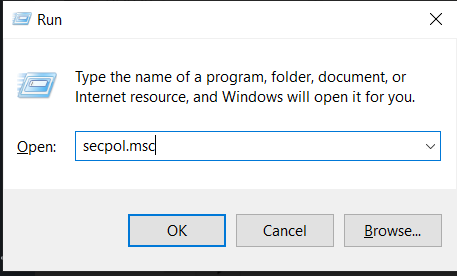 Run
Type the name of a program, folder, document, or
Internet resource, and Windows will open it for you.
Open: secpol.msc
OK Cancel Browse...